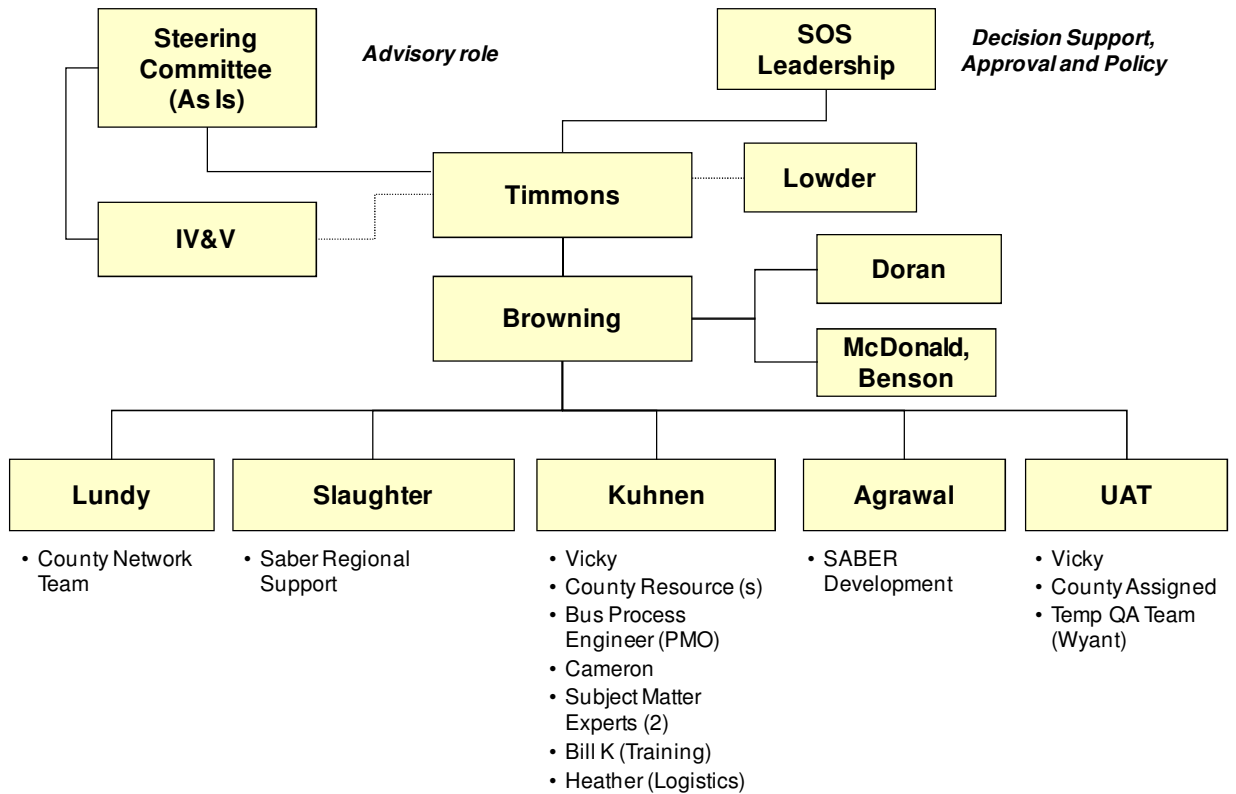 Steering
Committee
(As Is)
Advisory role
SOS
Leadership
Decision Support,
Approval and Policy
Timmons
Lowder
IV&V
Browning
Doran
McDonald,
Benson
Lundy
Slaughter
Kuhnen
Agrawal
UAT
• County Network
Team
• Saber Regional
Support
• Vicky
• County Resource (s)
• Bus Process
Engineer (PMO)
• Cameron
• Subject Matter
Experts (2)
• Bill K (Training)
• Heather (Logistics)
• SABER
Development
• Vicky
• County Assigned
• Temp QA Team
(Wyant)